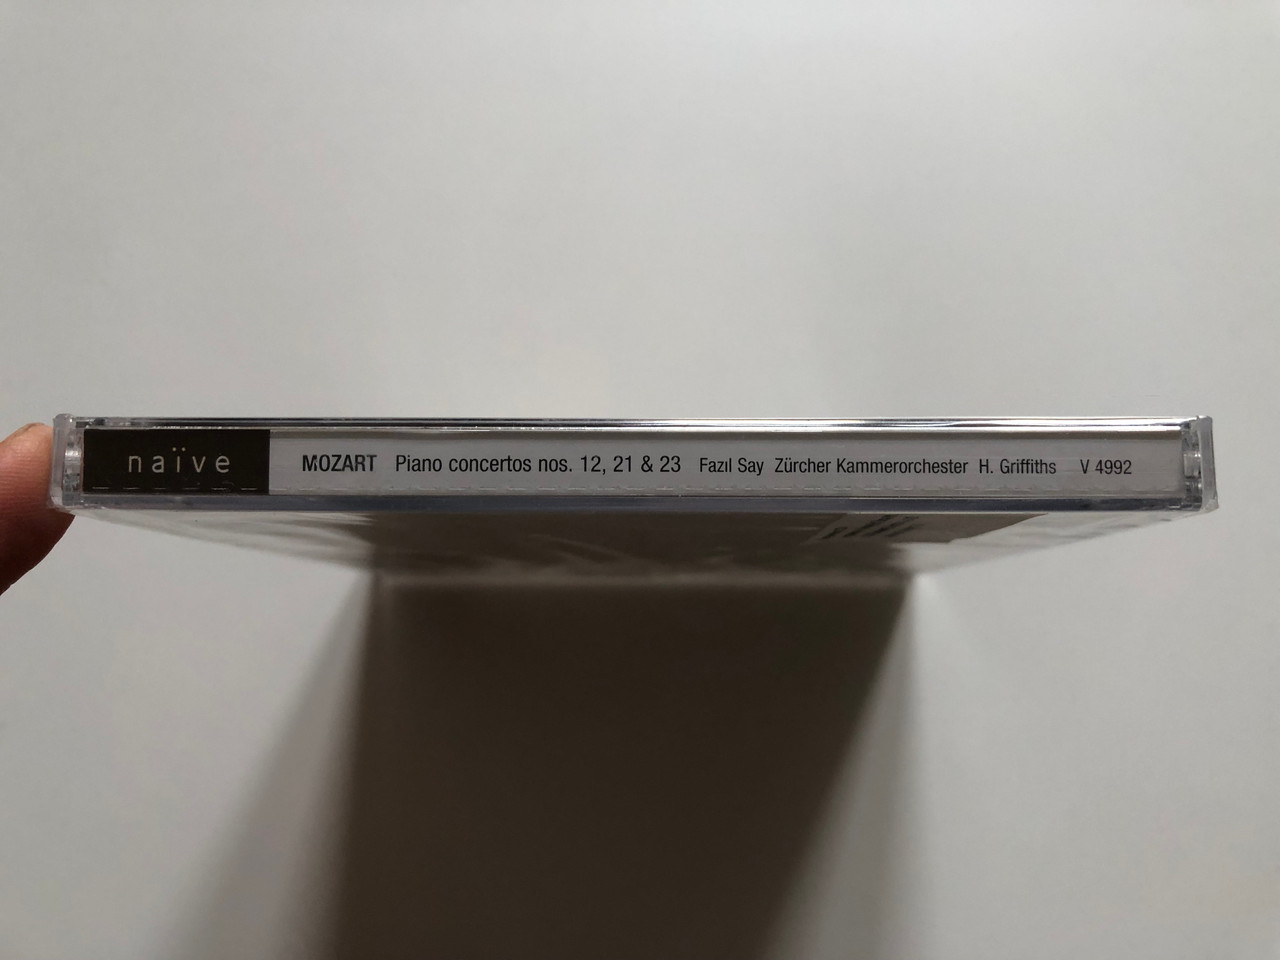 naïve MOZART Piano concertos nos. 12, 21 & 23 Fazıl Say Zürcher Kammerorchester H. Griffiths V 4992